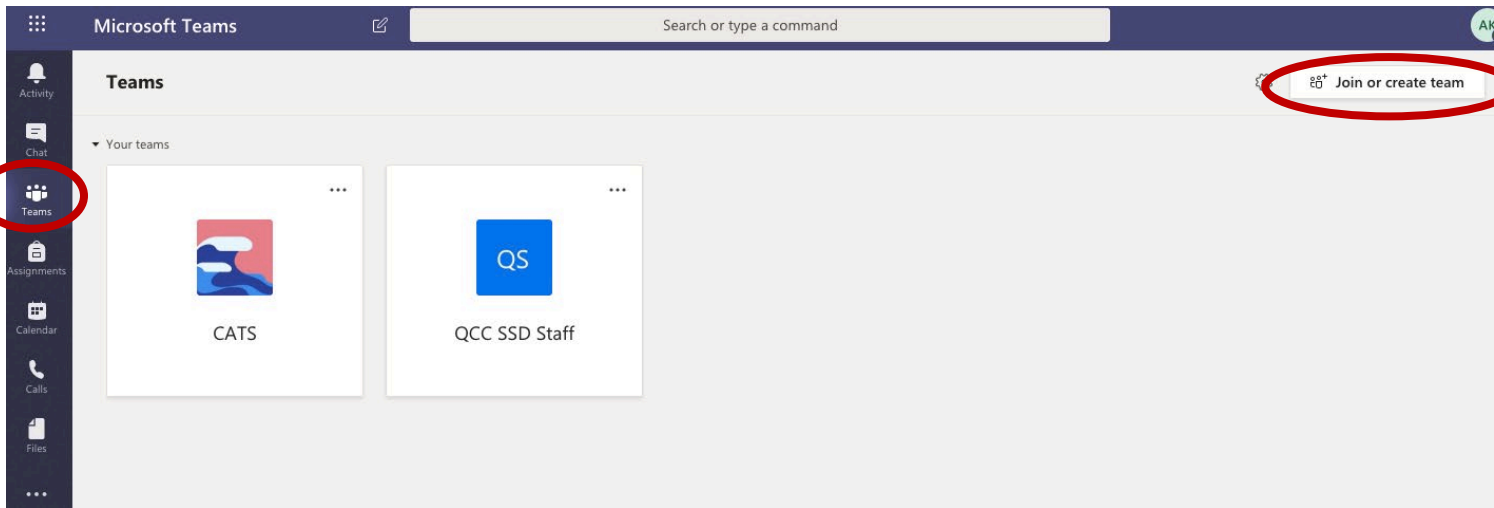 Microsoft Teams
Search or type a command
AK
Activity
Chat
Teams
Assignments
Calendar
Calls
Files
Teams
Join or create team
Your teams
CATS
QS
QCC SSD Staff